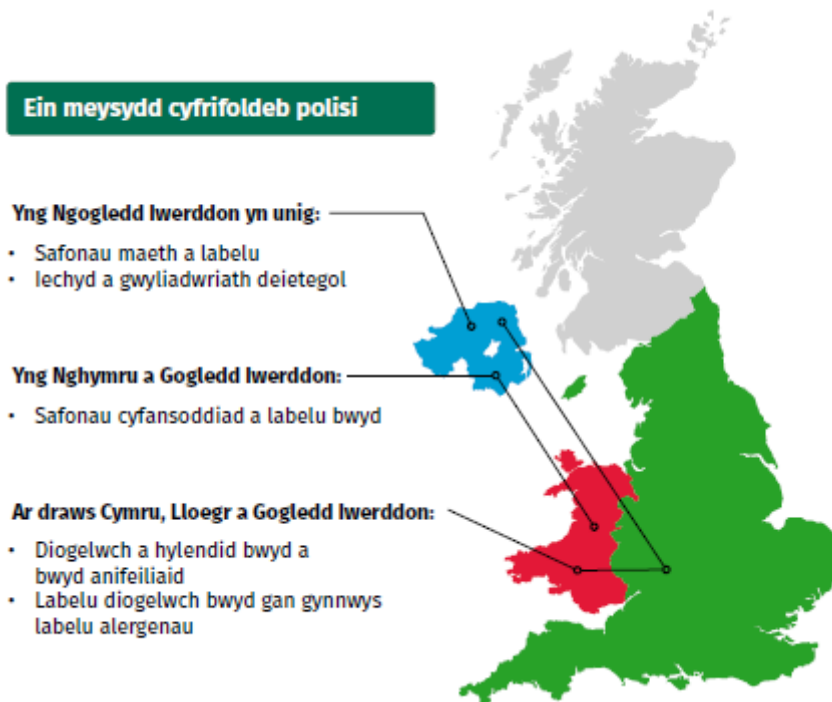 Ein meysydd cyfrifoldeb polisi
Yng Ngogledd Iwerddon yn unig:
• Safonau maeth a labelu
• Iechyd a gwyliadwriath deietegol
Yng Nghymru a Gogledd Iwerddon:
• Safonau cyfansoddiad a labelu bwyd
Ar draws Cymru, Lloegr a Gogledd Iwerddon:
• Diogelwch a hylendid bwyd a
bwyd anifeiliaid
• Labelu diogelwch bwyd gan gynnwys
labelu alergenau